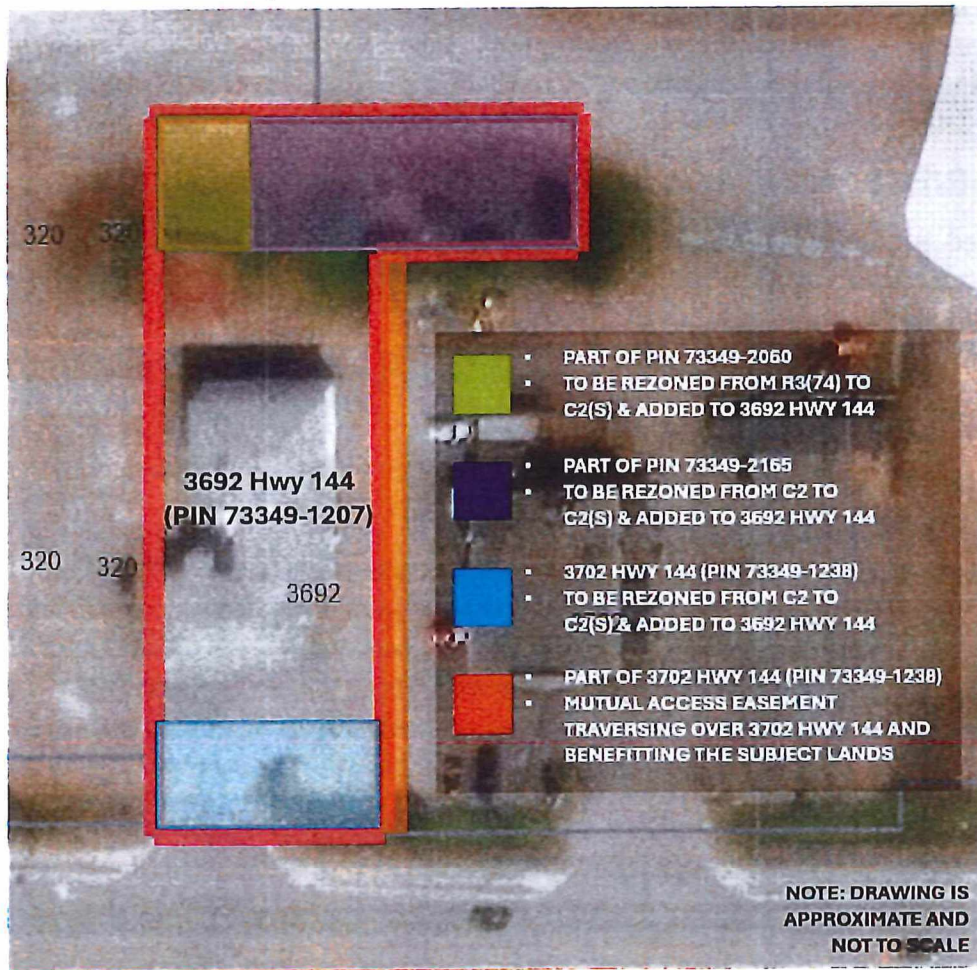 320 320
3692 Hwy 144
(PIN 73349-1207)
320 320
3692
▪ PART OF PIN 73349-2060
▪ TO BE REZONED FROM R3(74) TO
C2(S) & ADDED TO 3692 HWY 144
▪ PART OF PIN 73349-2165
▪ TO BE REZONED FROM C2 TO
C2(S) & ADDED TO 3692 HWY 144
▪ 3702 HWY 144 (PIN 73349-1238)
▪ TO BE REZONED FROM C2 TO
C2(S) & ADDED TO 3692 HWY 144
▪ PART OF 3702 HWY 144 (PIN 73349-1238)
▪ MUTUAL ACCESS EASEMENT
TRAVERSING OVER 3702 HWY 144 AND
BENEFITTING THE SUBJECT LANDS
NOTE: DRAWING IS
APPROXIMATE AND
NOT TO SCALE